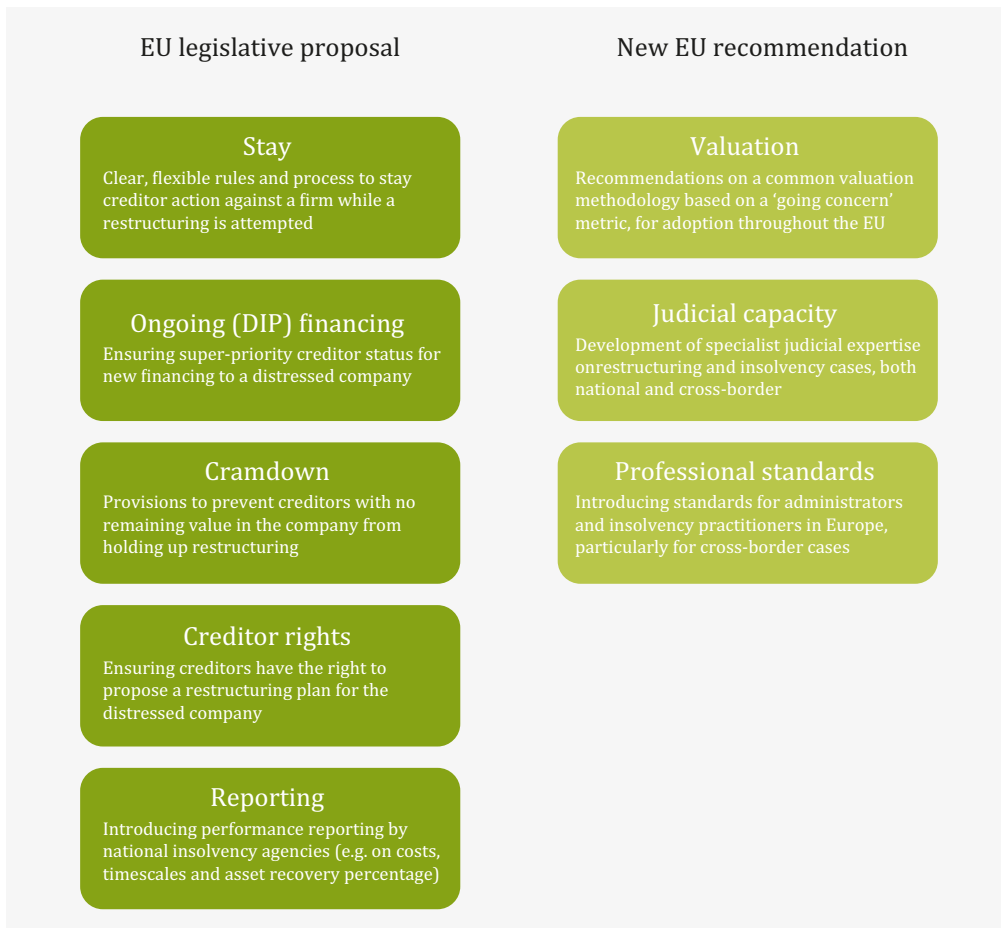 EU legislative proposal
Stay
Clear, flexible rules and process to stay
creditor action against a firm while a
restructuring is attempted
Ongoing (DIP) financing
Ensuring super-priority creditor status for
new financing to a distressed company
Cramdown
Provisions to prevent creditors with no
remaining value in the company from
holding up restructuring
Creditor rights
Ensuring creditors have the right to
propose a restructuring plan for the
distressed company
Reporting
Introducing performance reporting by
national insolvency agencies (e.g. on costs,
timescales and asset recovery percentage)
New EU recommendation
Valuation
Recommendations on a common valuation
methodology based on a ‘going concern’
metric, for adoption throughout the EU
Judicial capacity
Development of specialist judicial expertise
onrestructuring and insolvency cases, both
national and cross-border
Professional standards
Introducing standards for administrators
and insolvency practitioners in Europe,
particularly for cross-border cases